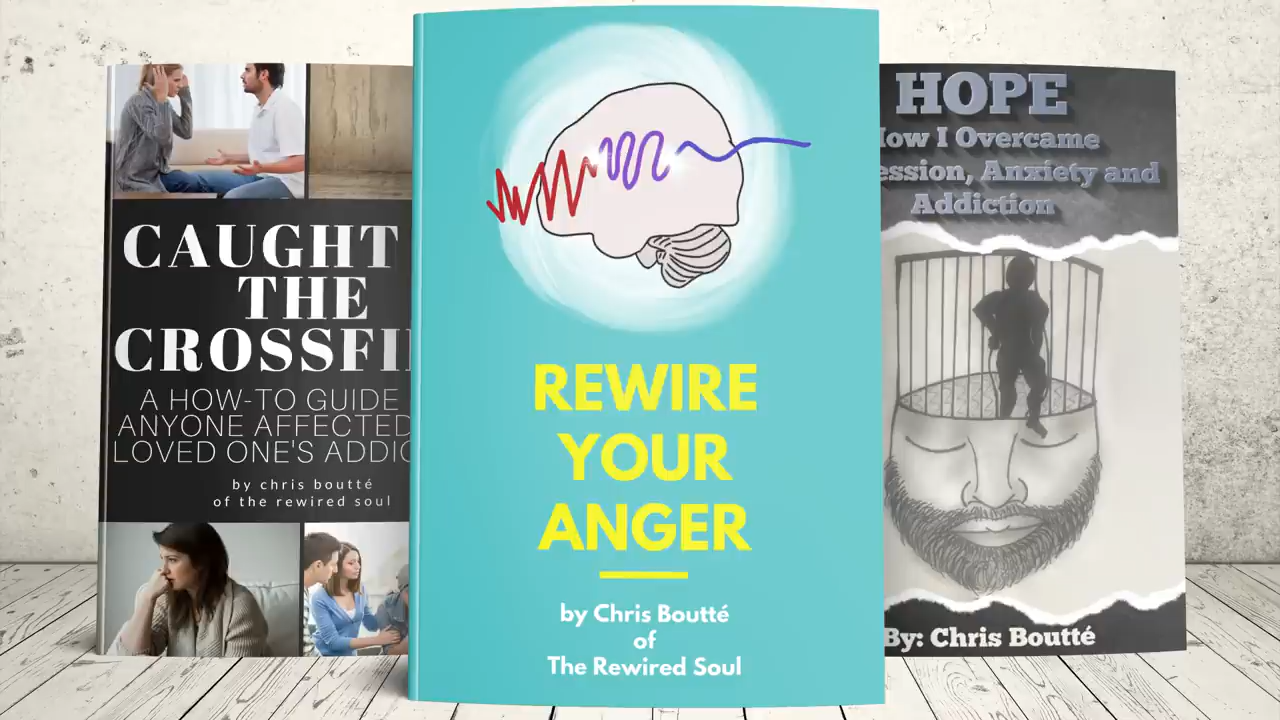 CAUGHT
THE
CROSSFI
A HOW-TO GUIDE
ANYONE AFFECTED
LOVED ONE'S ADDIC
by chris boutté
of the rewired soul
REWIRE
YOUR
ANGER
by Chris Boutté
of
The Rewired Soul
HOPE
How I Overcame
ession, Anxiety and
Addiction
By: Chris Boutté